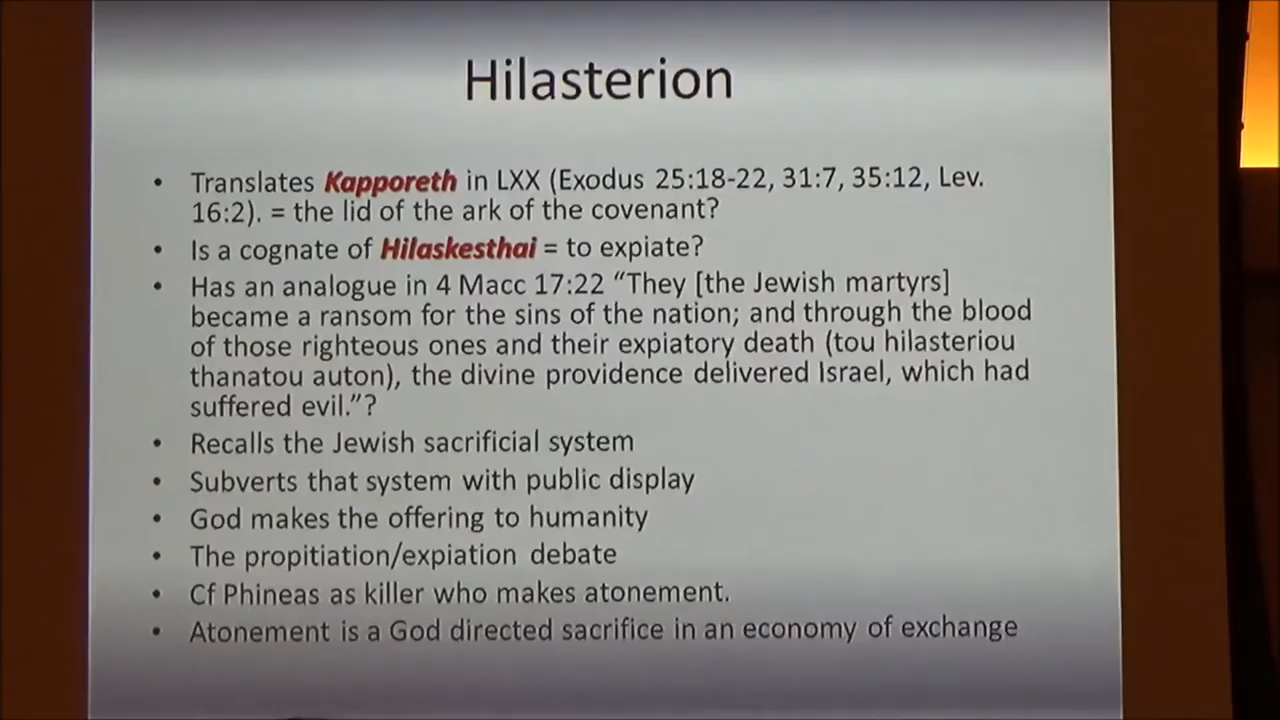 Hilasterion
• Translates Kapporeth in LXX (Exodus 25:18-22, 31:7, 35:12, Lev.
16:2). = the lid of the ark of the covenant?
• Is a cognate of Hilaskesthai = to expiate?
• Has an analogue in 4 Macc 17:22 “They [the Jewish martyrs]
became a ransom for the sins of the nation; and through the blood
of those righteous ones and their expiatory death (tou hilasteriou
thanatou auton), the divine providence delivered Israel, which had
suffered evil.”?
• Recalls the Jewish sacrificial system
• Subverts that system with public display
• God makes the offering to humanity
• The propitiation/expiation debate
• Cf Phineas as killer who makes atonement.
• Atonement is a God directed sacrifice in an economy of exchange